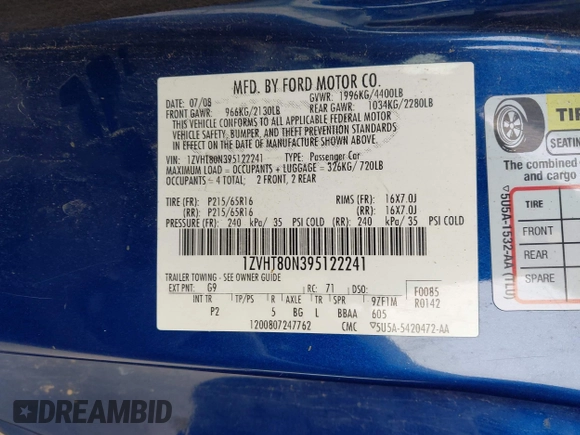 MFD. BY FORD MOTOR CO.
DATE: 07/08 GVWR: 1996KG/4400LB
FRONT GAWR: 966KG/2130LB REAR GAWR: 1034KG/2280LB
THIS VEHICLE CONFORMS TO ALL APPLICABLE FEDERAL MOTOR
VEHICLE SAFETY, BUMPER, AND THEFT PREVENTION STANDARDS
IN EFFECT ON THE DATE OF MANUFACTURE SHOWN ABOVE.
VIN: 1ZVHT80N395122241 TYPE: Passenger Car
MAXIMUM LOAD = OCCUPANTS + LUGGAGE = 326KG/ 720LB
OCCUPANTS = 4 TOTAL; 2 FRONT, 2 REAR
TIRE (FR): P215/65R16 RIMS (FR): 16X7.0J
(RR) P215/65R16 (RR): 16X7.0J
PRESSURE (FR): 240 kPa/ 35 PSI COLD (RR) 240 kPa/ 35 PSI COLD
1ZVHT80N395122241
TRAILER TOWING - SEE OWNER GUIDE
EXT PNT: G9 RC: 71 DSO: F0085
INT TR TP/PS R AXLE TR SPR 9ZF1M R0142
P2 5 BG L BBAA 605
1200807247762 CMC 5U5A-5420472-AA
TIRE
SEATING
The combined
and cargo
TIRE
FRONT
REAR
SPARE
5U5A-1532-AA (TL0)
DREAMBID